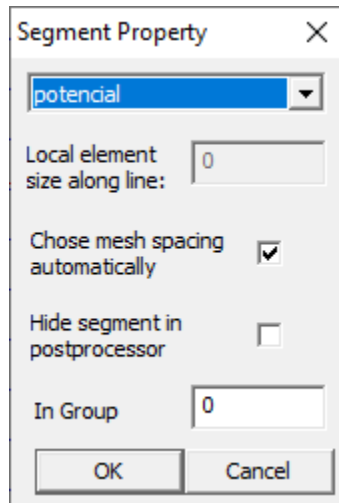 Segment Property
potencial
Local element
size along line:
0
Chose mesh spacing
automatically
Hide segment in
postprocessor
In Group
0
OK
Cancel